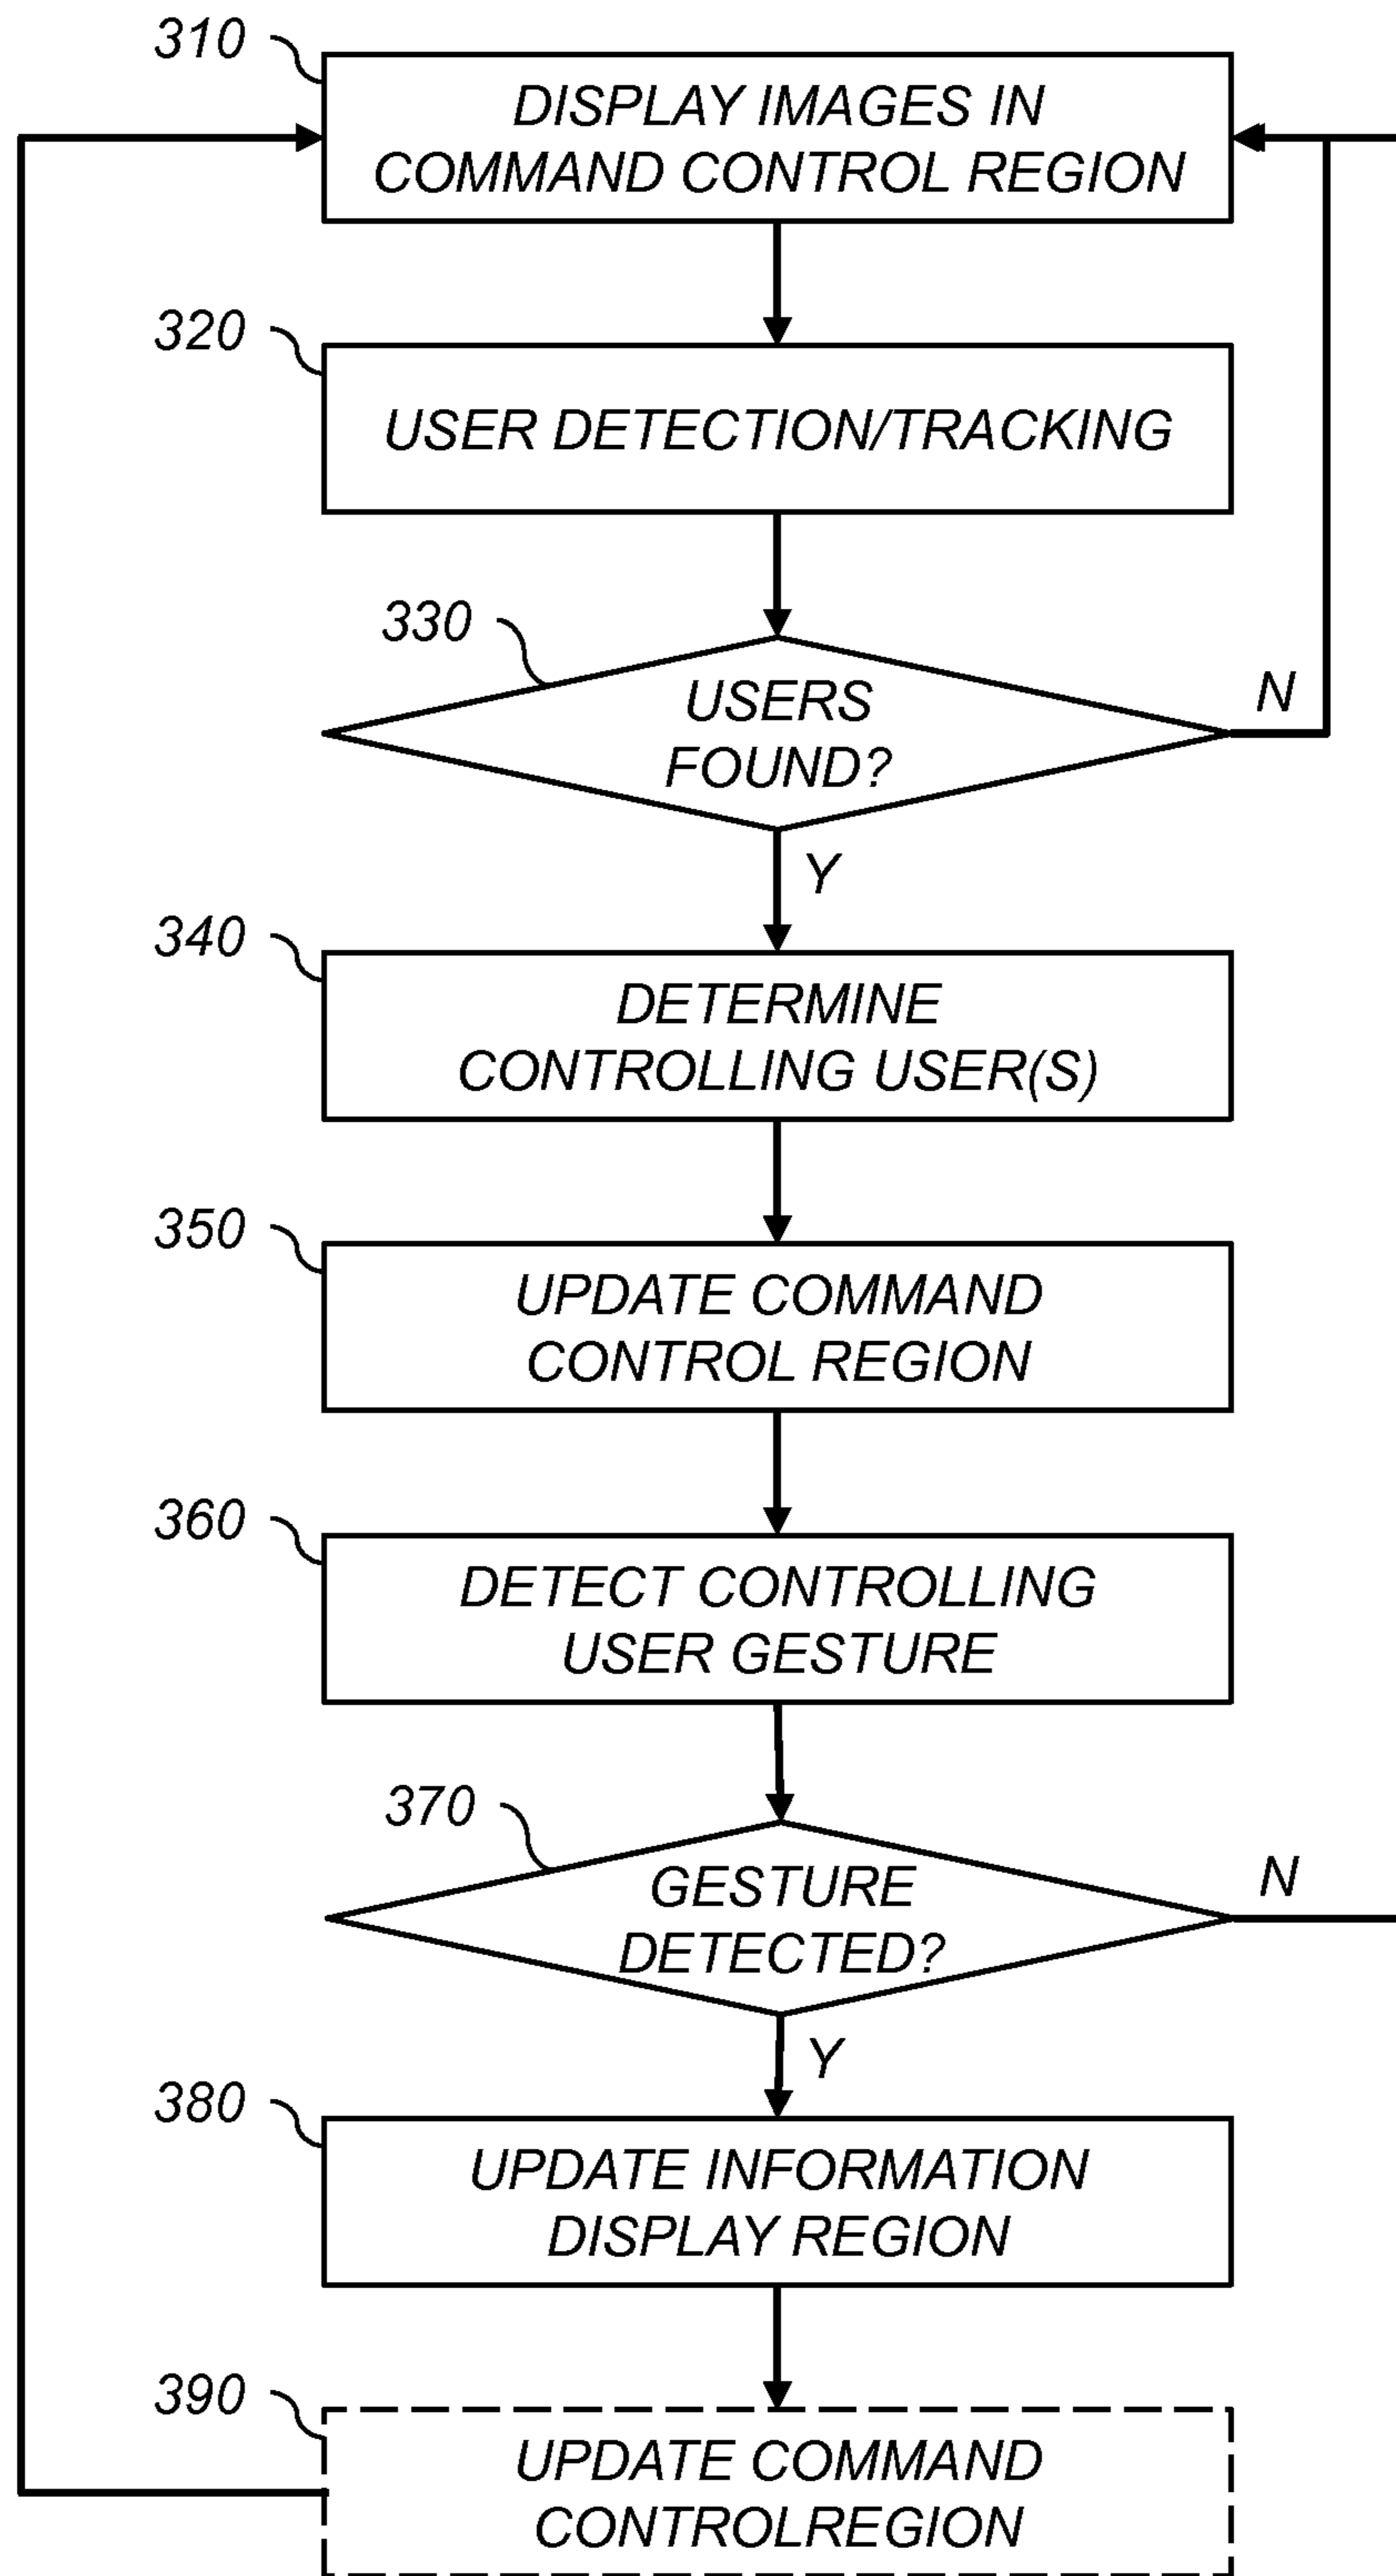 310
DISPLAY IMAGES IN
COMMAND CONTROL REGION
320
USER DETECTION/TRACKING
330
USERS
FOUND?
N
Y
340
DETERMINE
CONTROLLING USER(S)
350
UPDATE COMMAND
CONTROL REGION
360
DETECT CONTROLLING
USER GESTURE
370
GESTURE
DETECTED?
N
Y
380
UPDATE INFORMATION
DISPLAY REGION
390
UPDATE COMMAND
CONTROLREGION